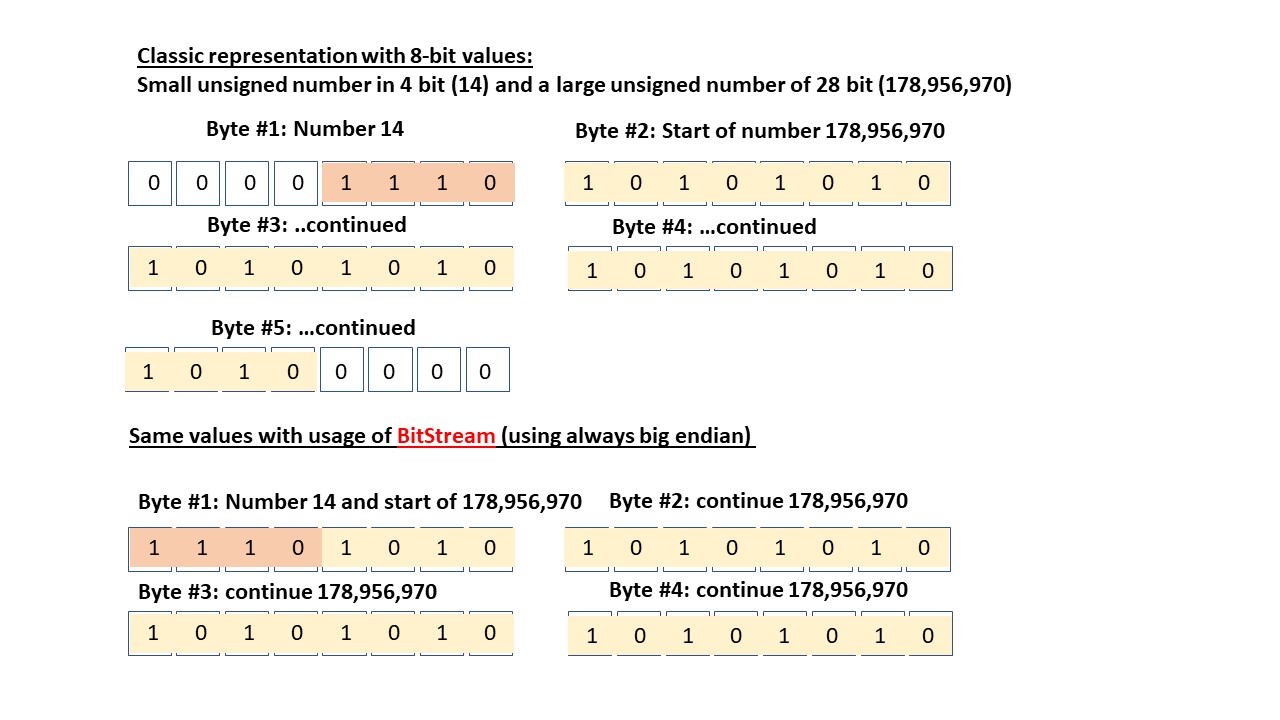 Classic representation with 8-bit values:
Small unsigned number in 4 bit (14) and a large unsigned number of 28 bit (178,956,970)
Byte #1: Number 14
Byte #2: Start of number 178,956,970
0 0 0 0 1 1 1 0
1 0 1 0 1 0 1 0
Byte #3: ..continued
Byte #4: ...continued
1 0 1 0 1 0 1 0
1 0 1 0 1 0 1 0
Byte #5: ...continued
1 0 1 0 0 0 0 0
Same values with usage of BitStream (using always big endian)
Byte #1: Number 14 and start of 178,956,970
Byte #2: continue 178,956,970
1 1 1 0 1 0 1 0
1 0 1 0 1 0 1 0
Byte #3: continue 178,956,970
Byte #4: continue 178,956,970
1 0 1 0 1 0 1 0
1 0 1 0 1 0 1 0